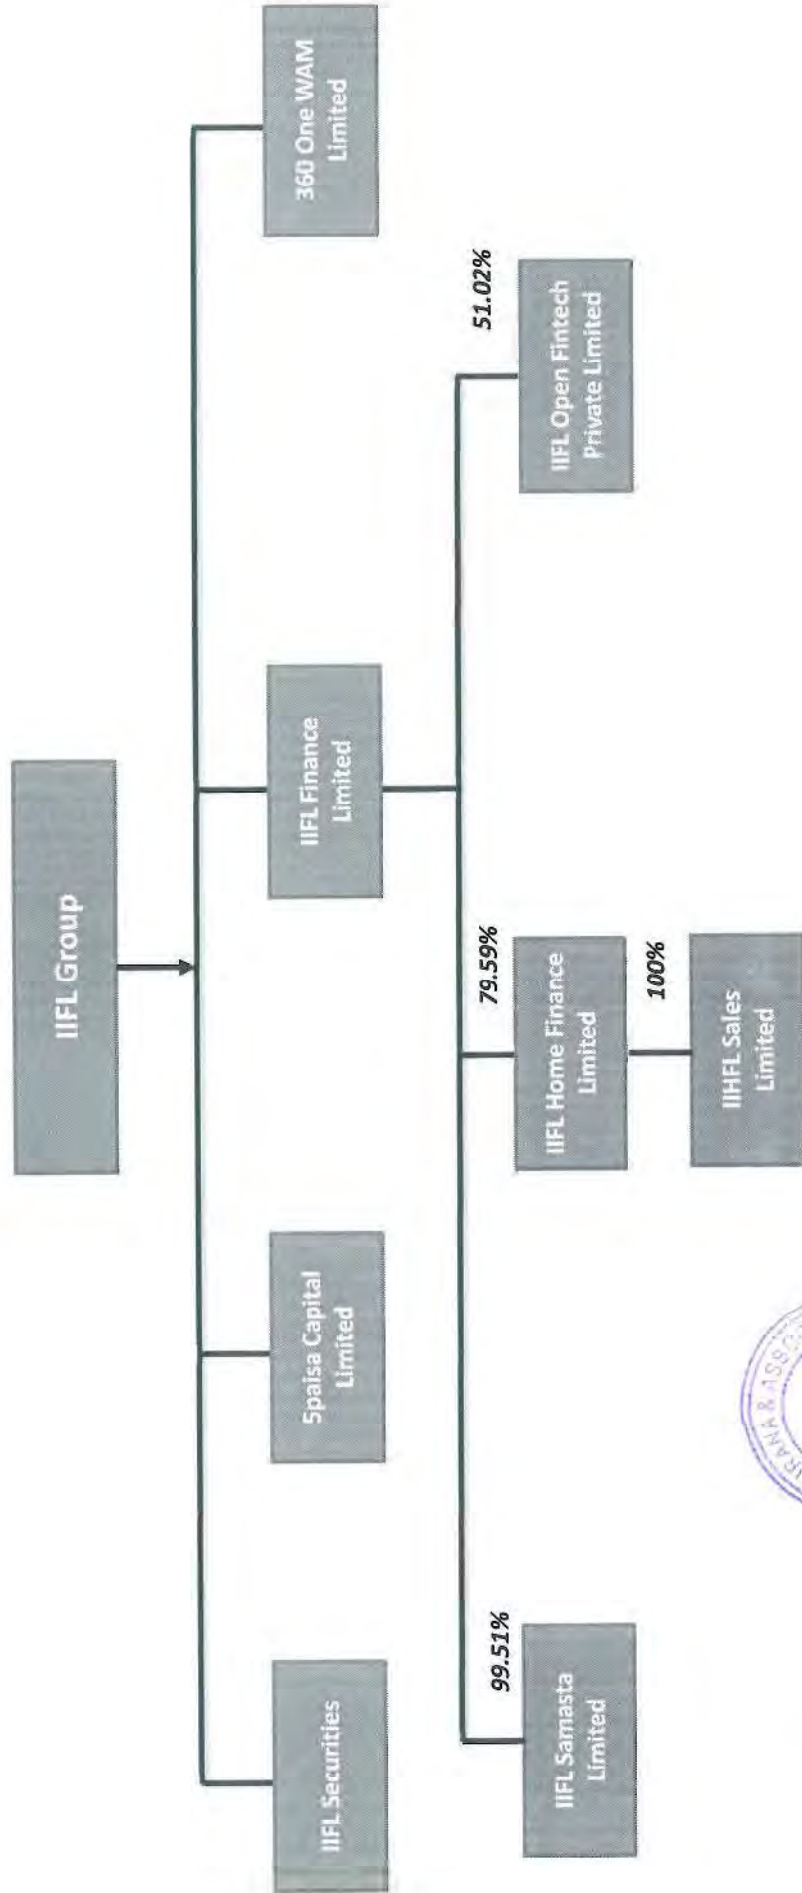 IIFL Group
IIFL Securities
5paisa Capital
Limited
IIFL Finance
Limited
360 One WAM
Limited
99.51%
IIFL Samasta
Limited
79.59%
IIFL Home Finance
Limited
51.02%
IIFL Open Fintech
Private Limited
100%
IIHFL Sales
Limited